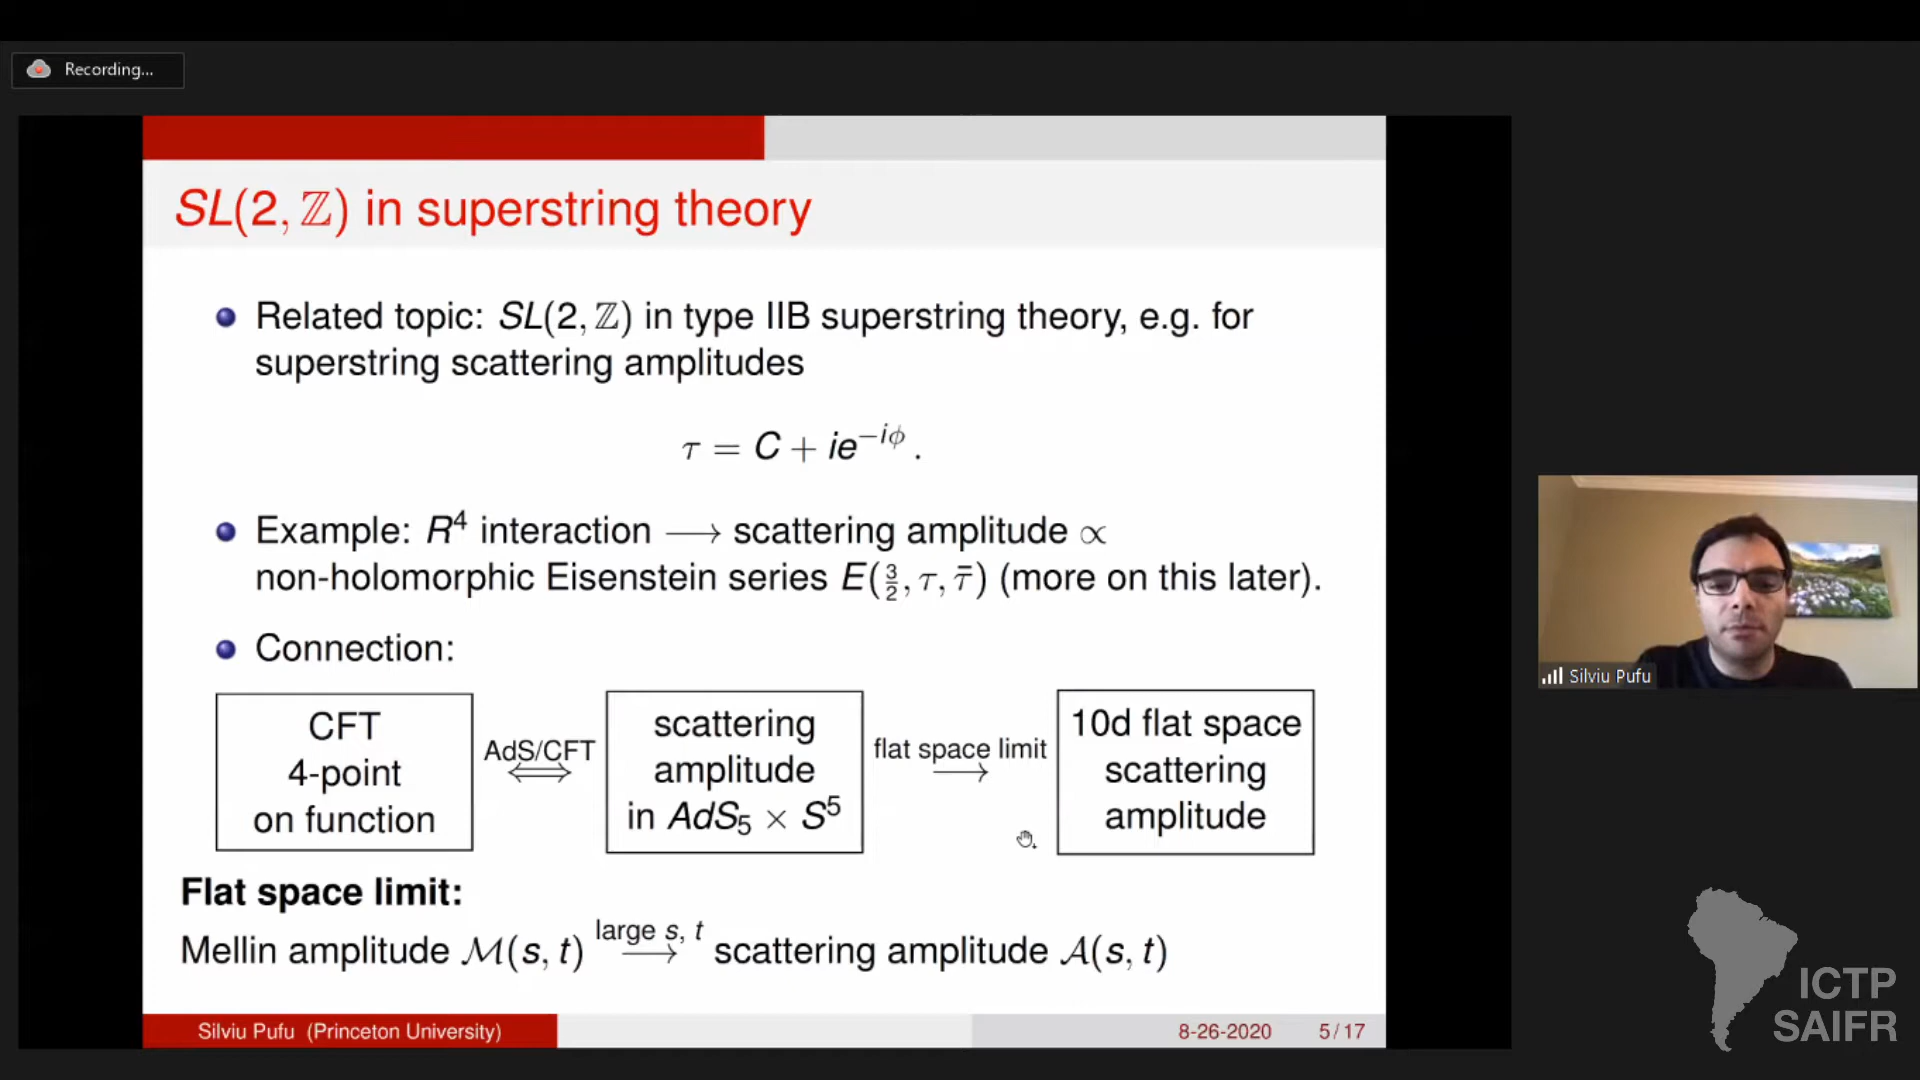 Recording...
SL(2, ℤ) in superstring theory
Related topic: SL(2, ℤ) in type IIB superstring theory, e.g. for
superstring scattering amplitudes
τ = C + ie^{−iϕ} .
Example: R⁴ interaction ⟶ scattering amplitude ∝
non-holomorphic Eisenstein series E(3/2, τ, τ̄) (more on this later).
Connection:
CFT
4-point
on function
AdS/CFT
⟺
scattering
amplitude
in AdS₅ × S⁵
flat space limit
⟶
10d flat space
scattering
amplitude
Flat space limit:
large s, t
Mellin amplitude ℳ(s, t) ⟶ scattering amplitude 𝒜(s, t)
Silviu Pufu (Princeton University)
8-26-2020
5 / 17
Silviu Pufu
ICTP
SAIFR